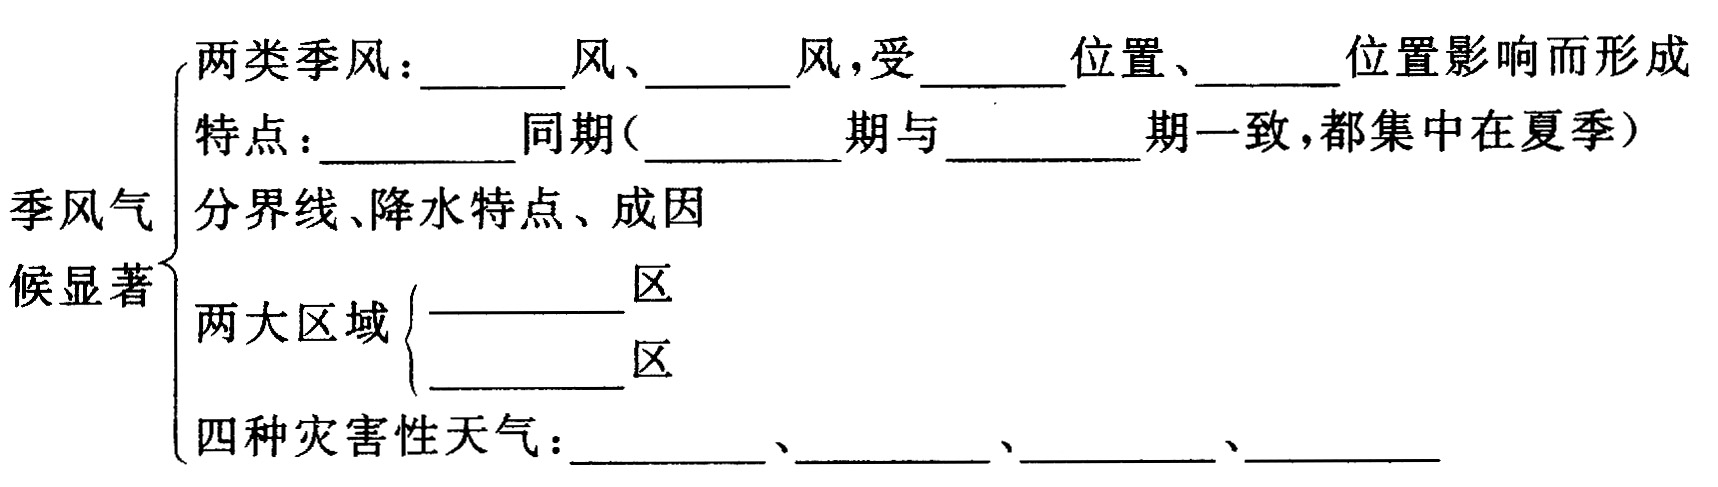 两类季风:______风、______风,受______位置、______位置影响而形成
特点:________同期(________期与________期一致,都集中在夏季)
季风气
分界线、降水特点、成因
候显著
________区
两大区域
________区
四种灾害性天气:________、________、________、________